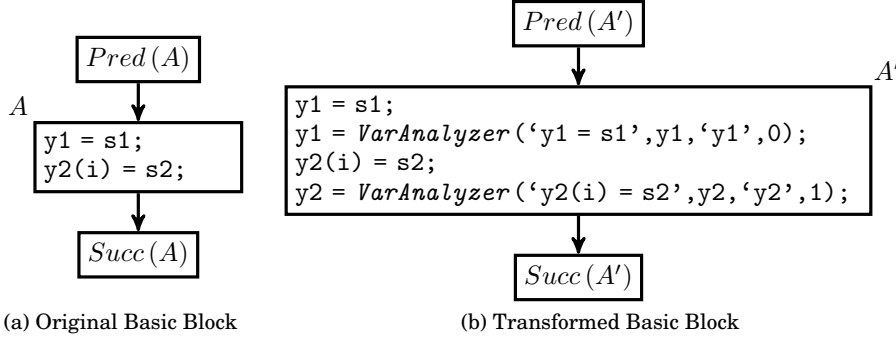 Pred (A)
A
y1 = s1;
y2(i) = s2;
Succ (A)
(a) Original Basic Block
Pred (A′)
A′
y1 = s1;
y1 = VarAnalyzer(‘y1 = s1’,y1,‘y1’,0);
y2(i) = s2;
y2 = VarAnalyzer(‘y2(i) = s2’,y2,‘y2’,1);
Succ (A′)
(b) Transformed Basic Block